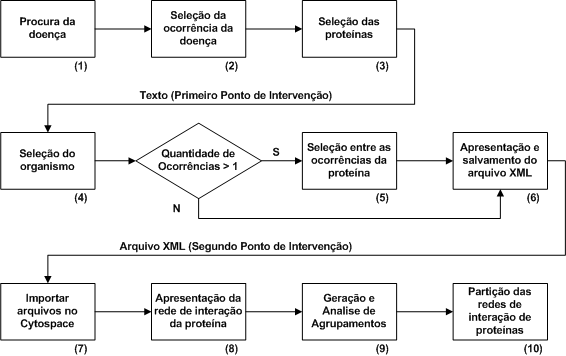 Procura da
doença
(1)
Seleção da
ocorrência da
doença
(2)
Seleção das
proteínas
(3)
Texto (Primeiro Ponto de Intervenção)
Seleção do
organismo
(4)
Quantidade de
Ocorrências > 1
S
N
Seleção entre as
ocorrências da
proteína
(5)
Apresentação e
salvamento do
arquivo XML
(6)
Arquivo XML (Segundo Ponto de Intervenção)
Importar
arquivos no
Cytospace
(7)
Apresentação da
rede de interação
da proteína
(8)
Geração e
Analise de
Agrupamentos
(9)
Partição das
redes de
interação de
proteínas
(10)